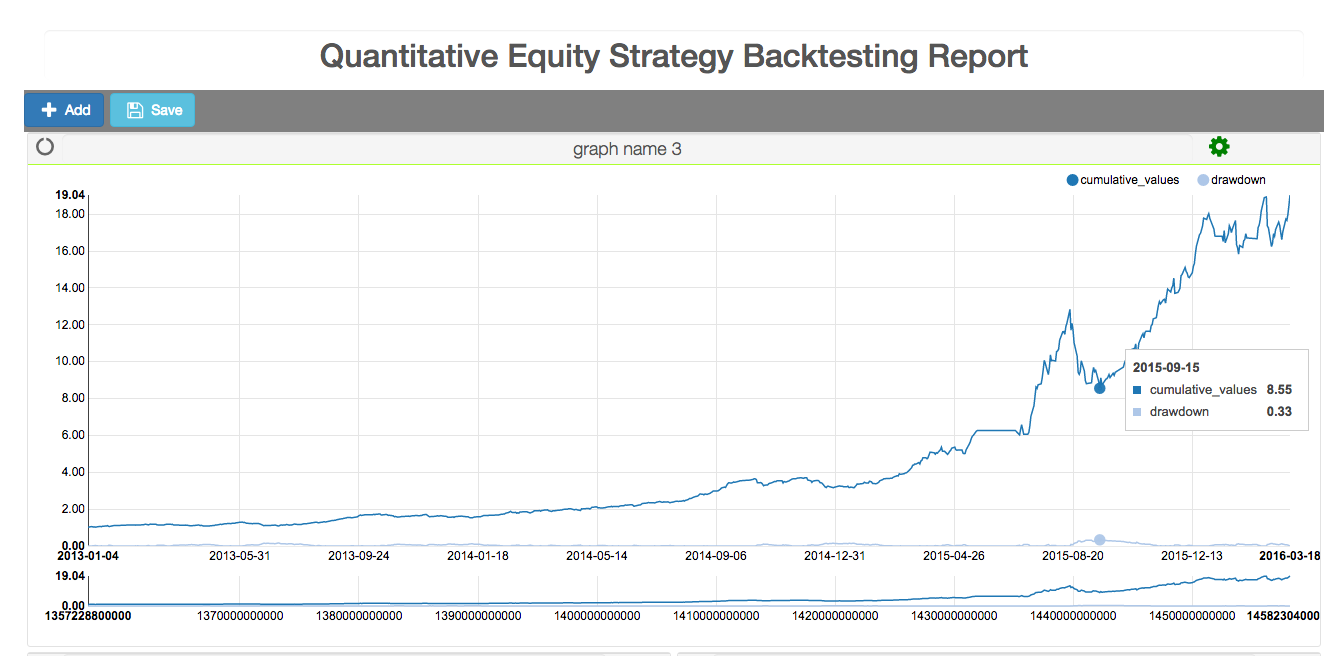 Quantitative Equity Strategy Backtesting Report
Add Save
graph name 3
cumulative_values drawdown
19.04
18.00
16.00
14.00
12.00
10.00
8.00
6.00
4.00
2.00
0.00
2015-09-15
cumulative_values 8.55
drawdown 0.33
2013-01-04 2013-05-31 2013-09-24 2014-01-18 2014-05-14 2014-09-06 2014-12-31 2015-04-26 2015-08-20 2015-12-13 2016-03-18
19.04
0.00
1357228800000 1370000000000 1380000000000 1390000000000 1400000000000 1410000000000 1420000000000 1430000000000 1440000000000 1450000000000 14582304000